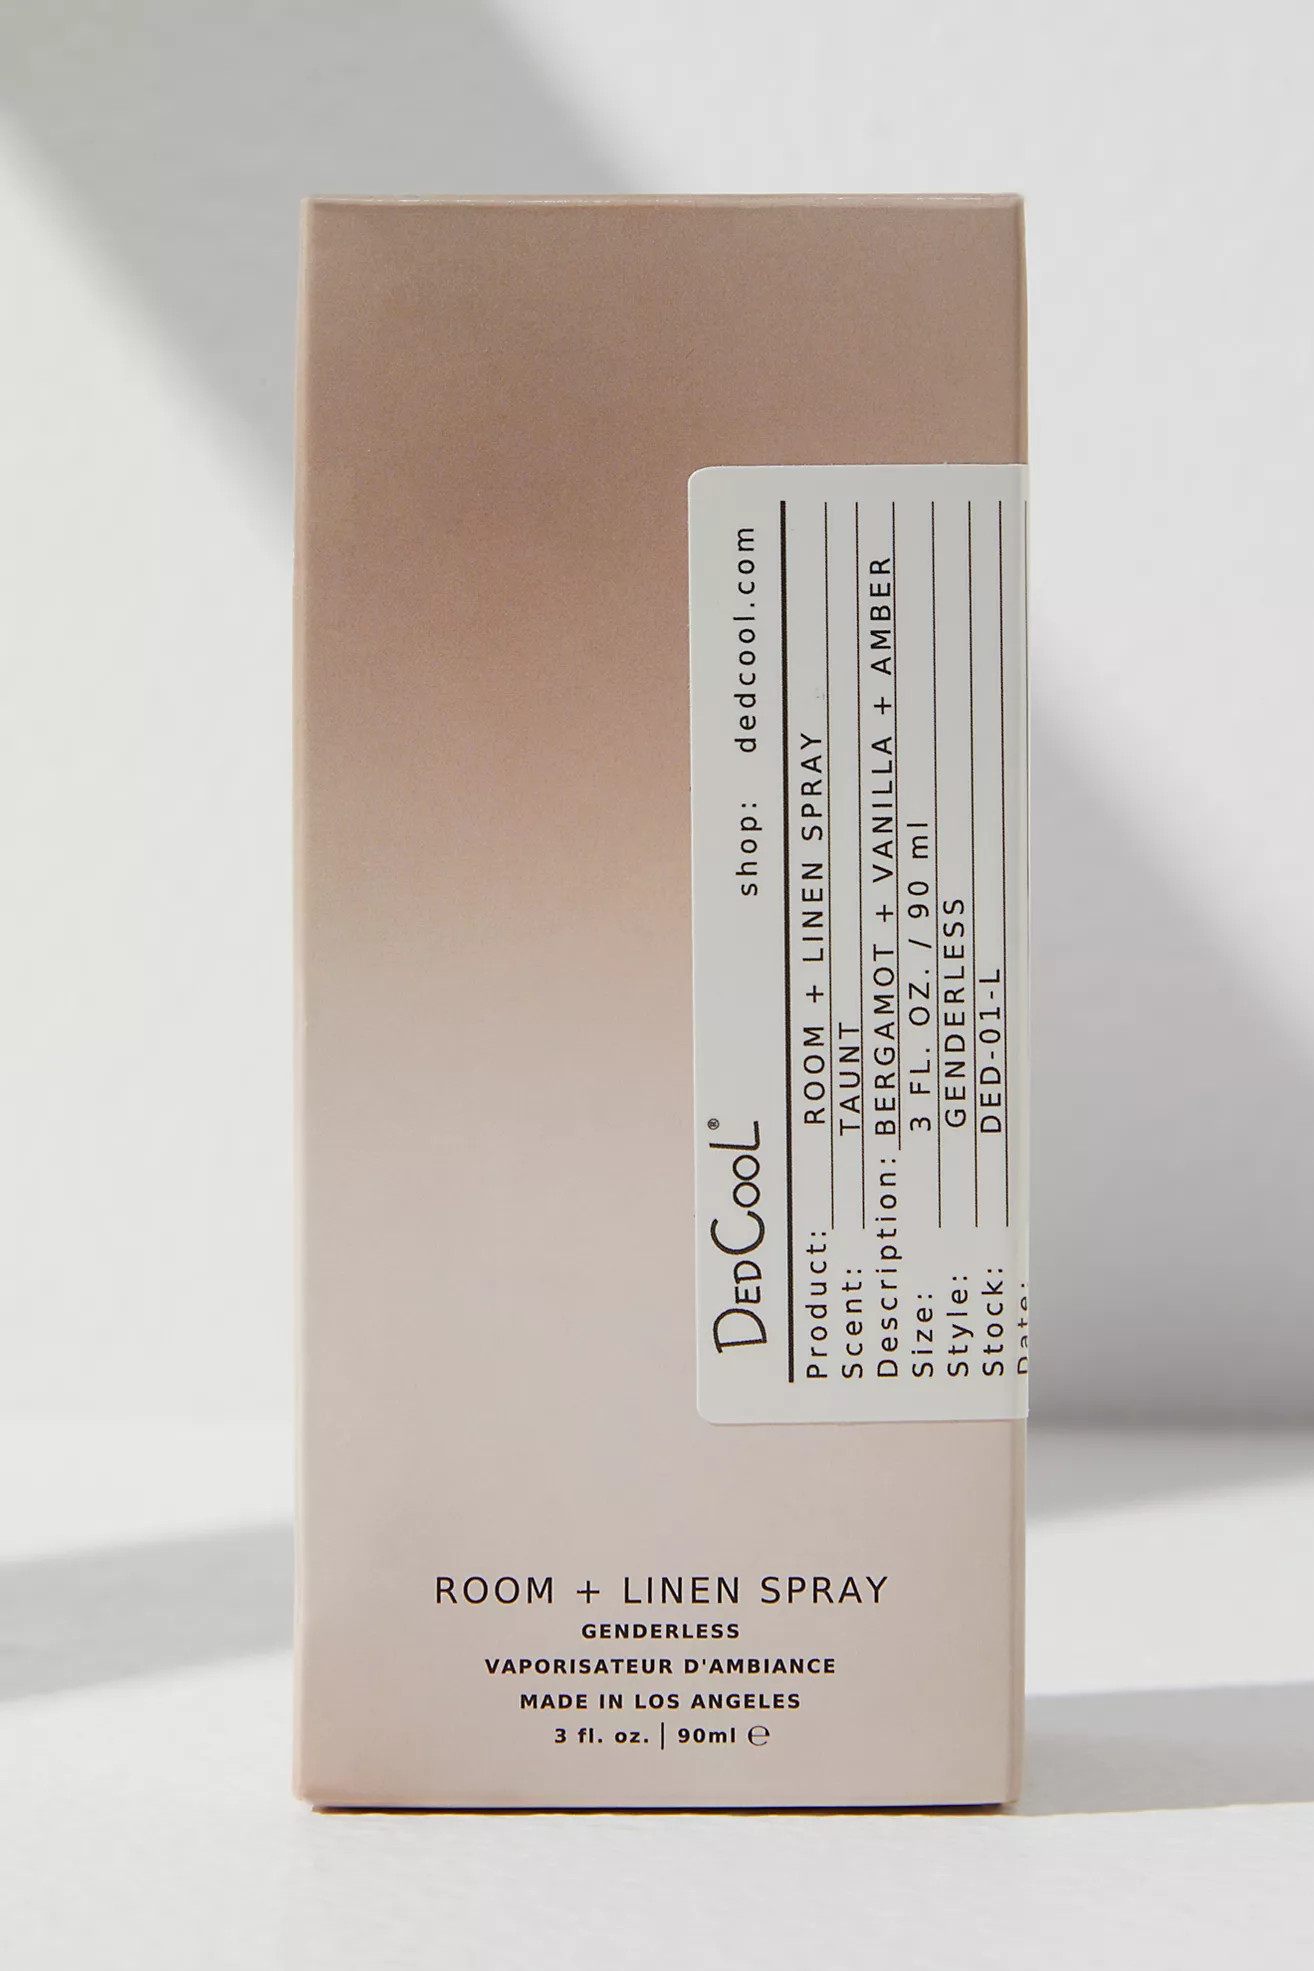 DEDCOOL® shop: dedcool.com
Product: ROOM + LINEN SPRAY
Scent: TAUNT
Description: BERGAMOT + VANILLA + AMBER
Size: 3 FL. OZ. / 90 ml
Style: GENDERLESS
Stock: DED-01-L
Date:
ROOM + LINEN SPRAY
GENDERLESS
VAPORISATEUR D'AMBIANCE
MADE IN LOS ANGELES
3 fl. oz. | 90ml ℮